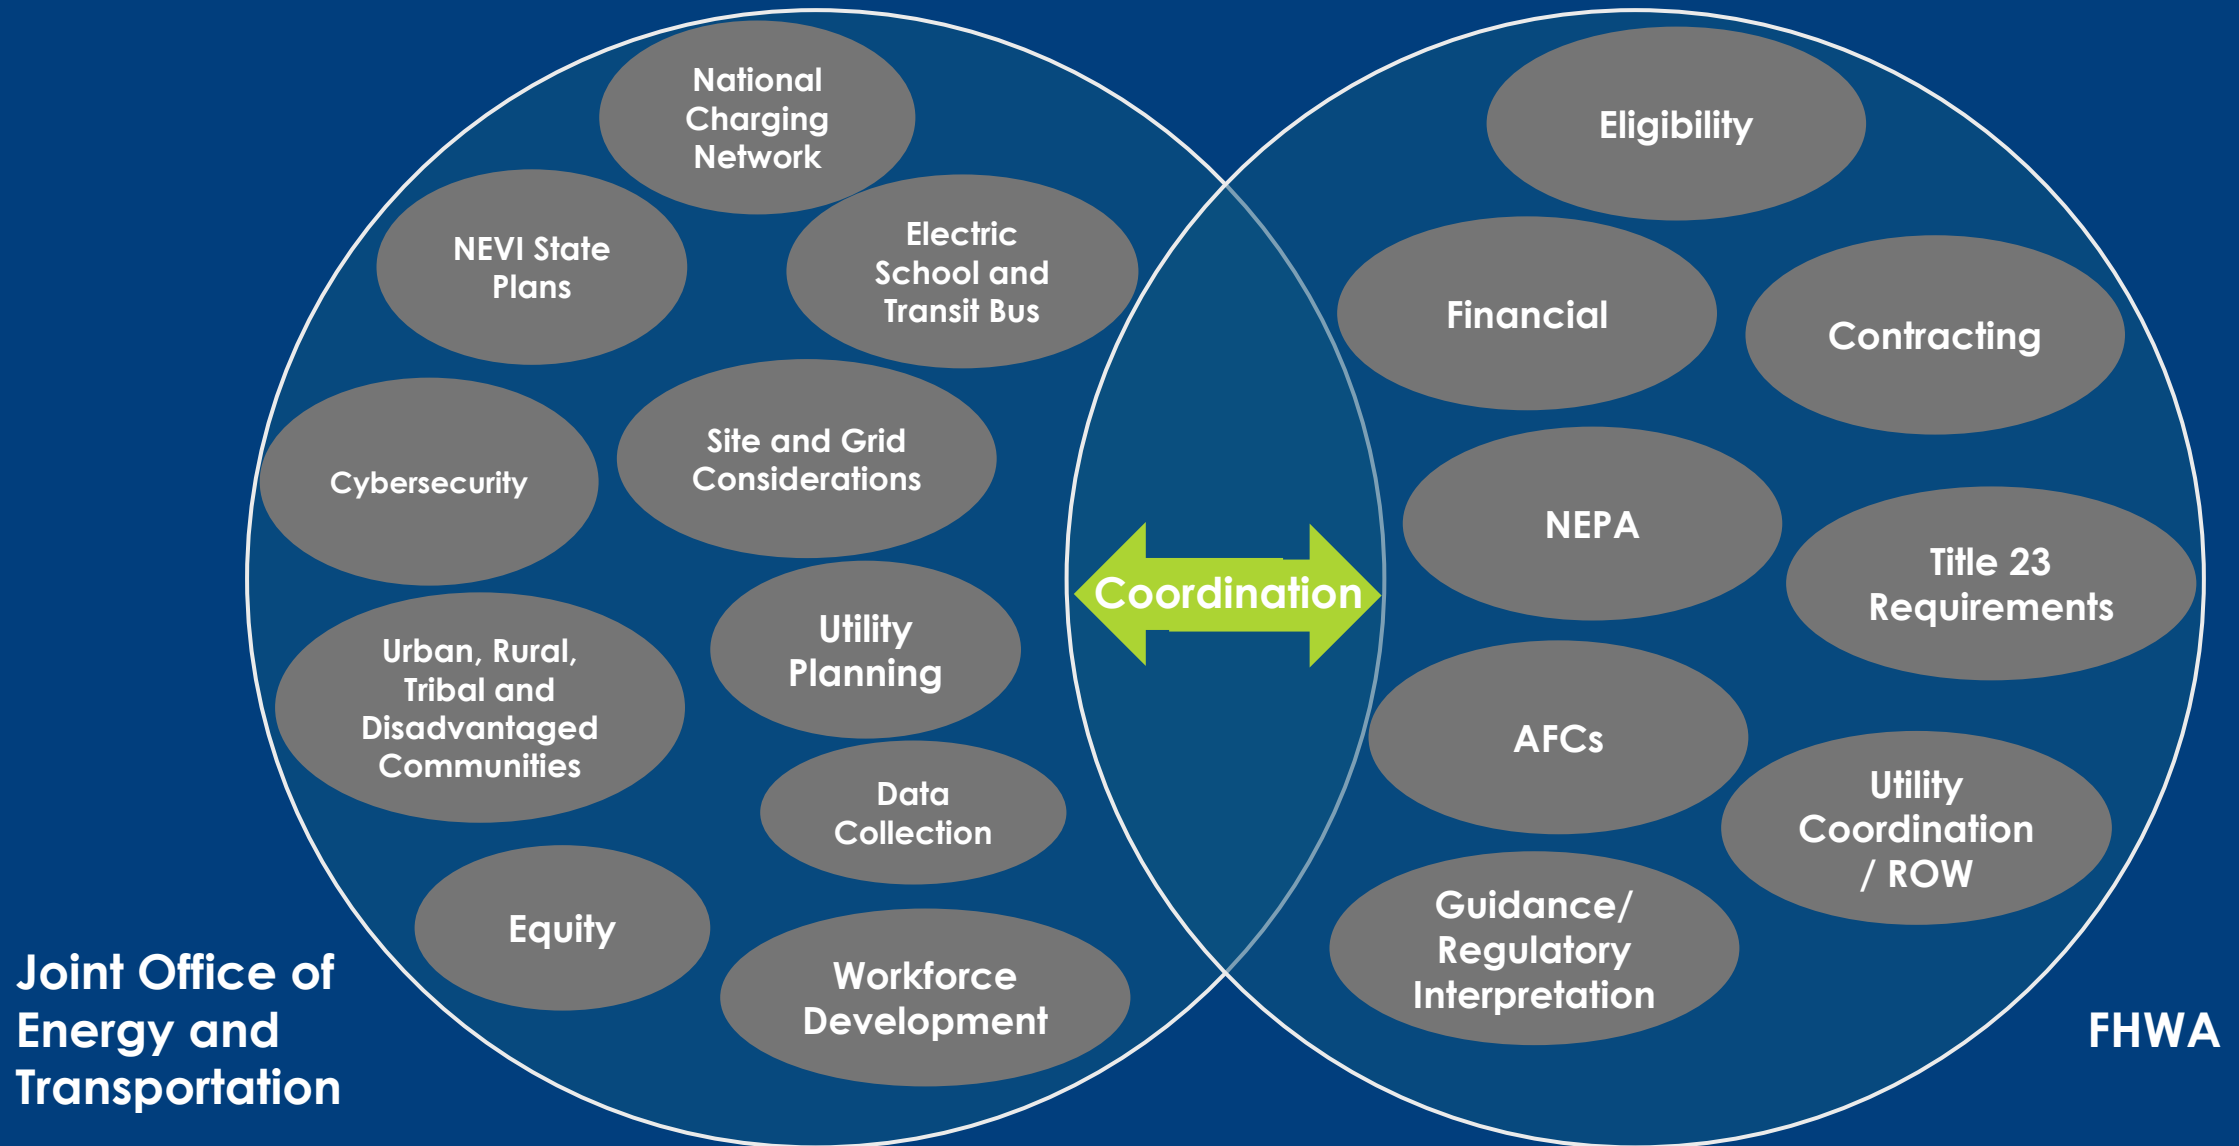 National
Charging
Network
NEVI State
Plans
Electric
School and
Transit Bus
Cybersecurity
Site and Grid
Considerations
Urban, Rural,
Tribal and
Disadvantaged
Communities
Utility
Planning
Data
Collection
Equity
Workforce
Development
Joint Office of
Energy and
Transportation
Coordination
Eligibility
Financial
Contracting
NEPA
Title 23
Requirements
AFCs
Utility
Coordination
/ ROW
Guidance/
Regulatory
Interpretation
FHWA